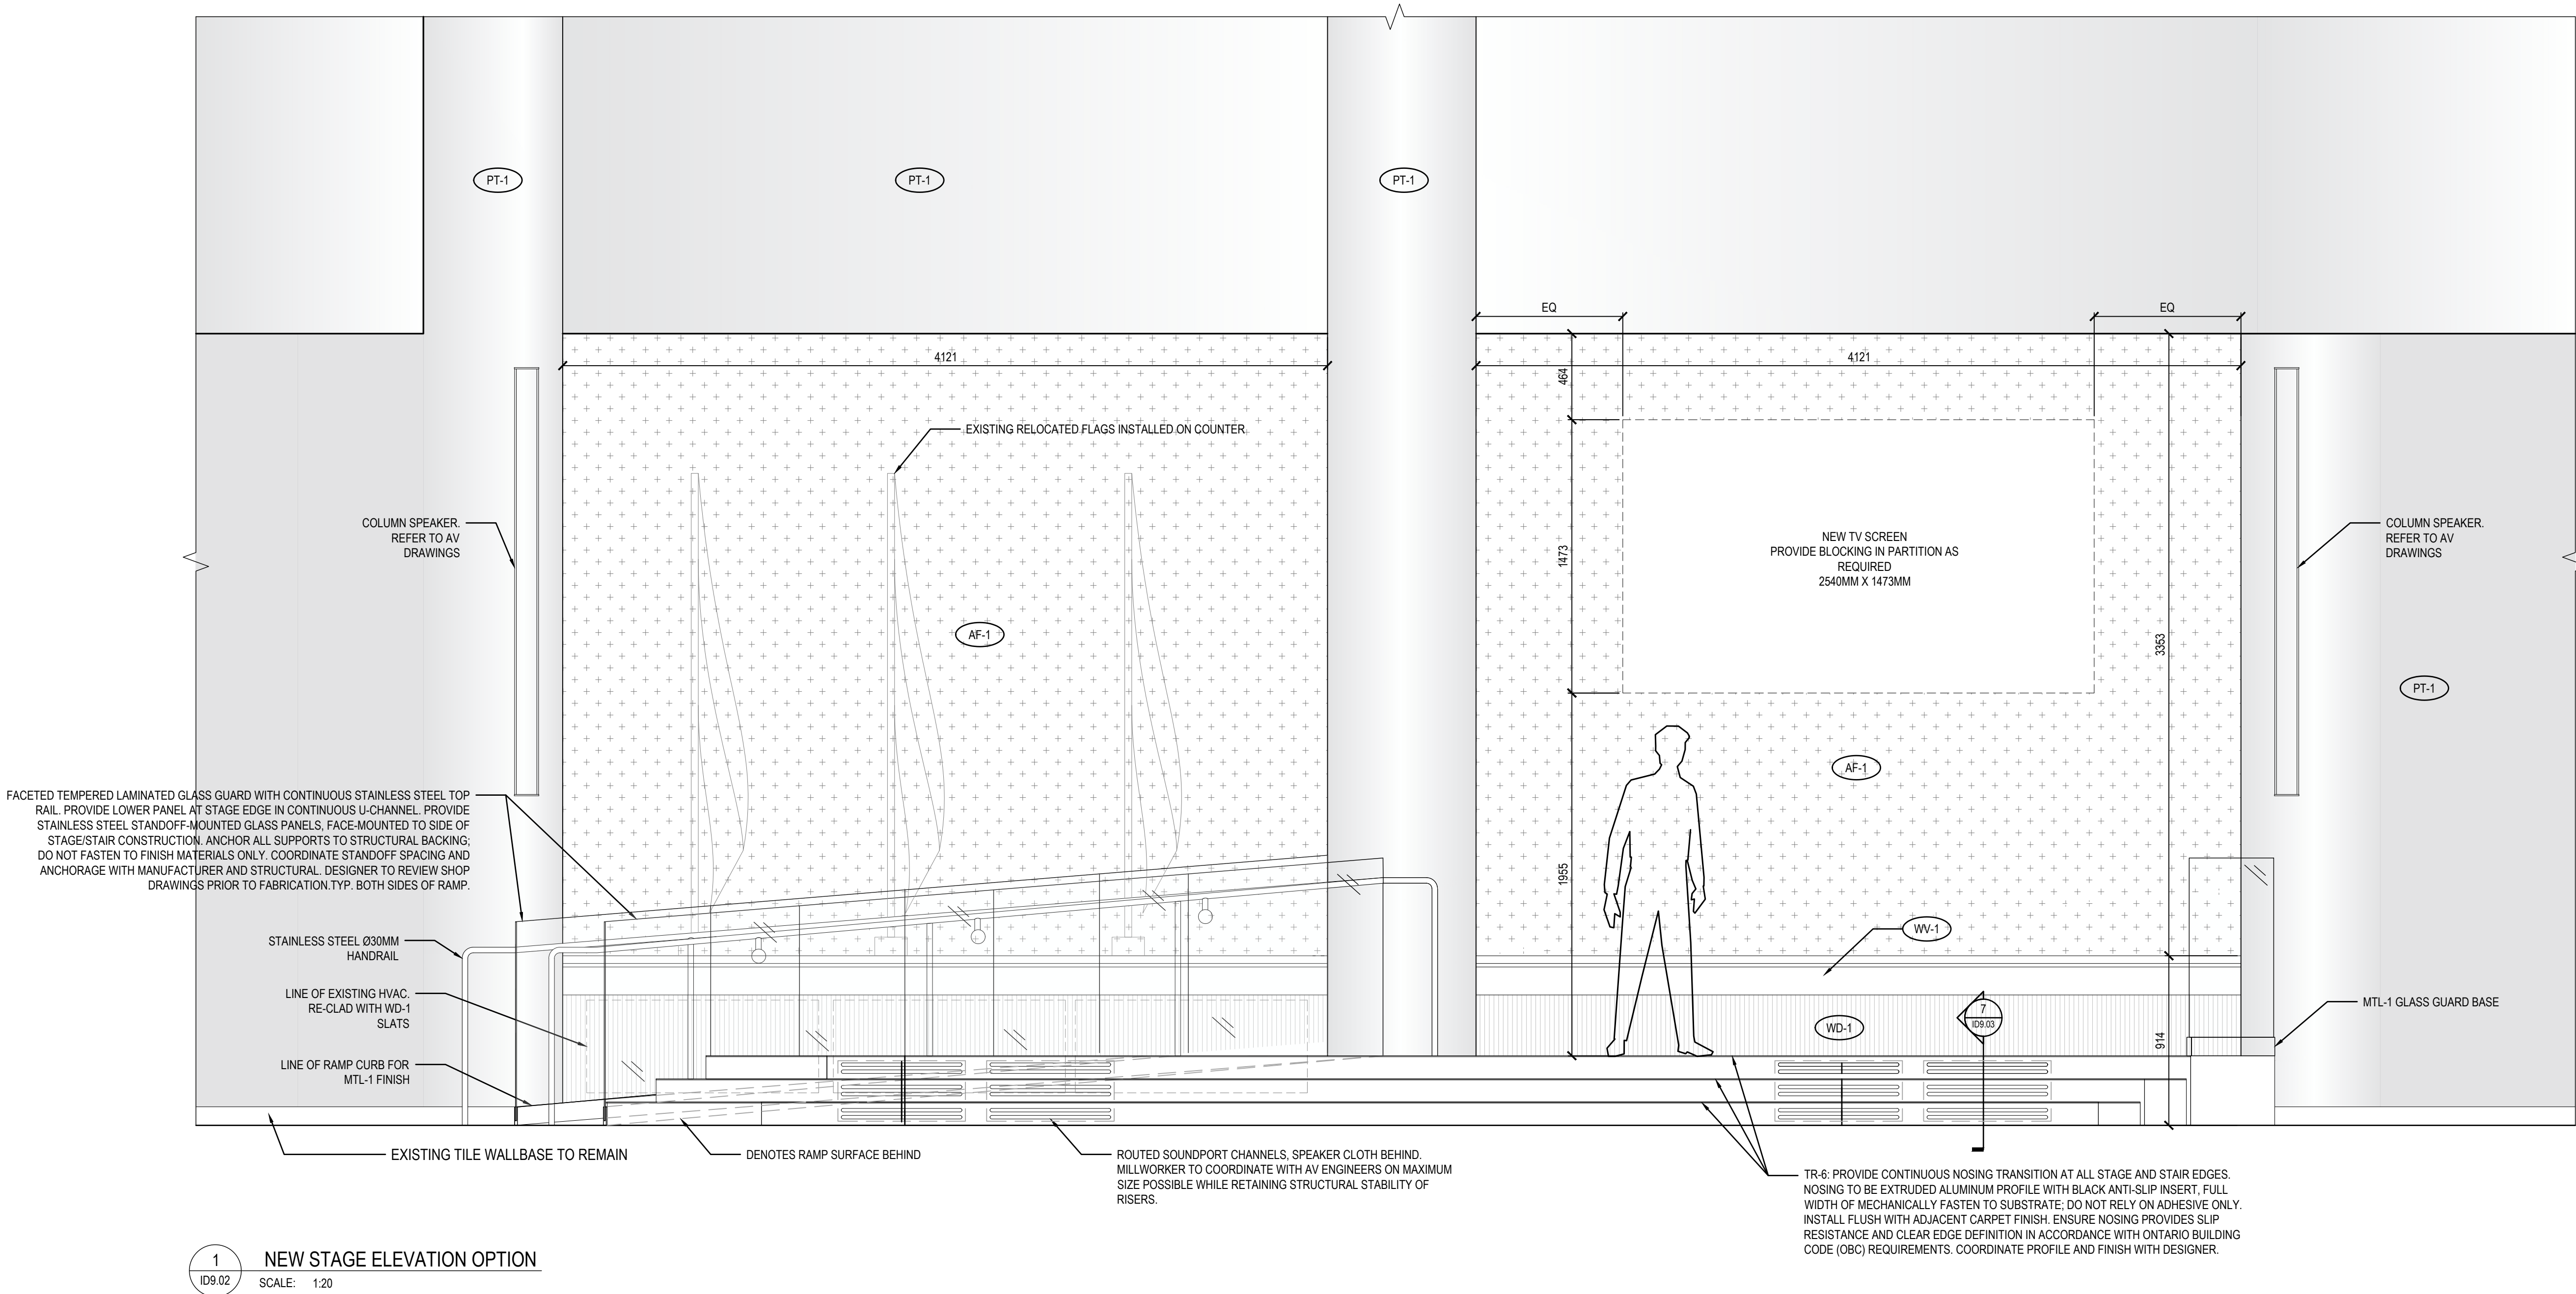 PT-1
PT-1
PT-1
EQ
EQ
4121
4121
464
EXISTING RELOCATED FLAGS INSTALLED ON COUNTER
COLUMN SPEAKER.
REFER TO AV
DRAWINGS
NEW TV SCREEN
PROVIDE BLOCKING IN PARTITION AS
REQUIRED
2540MM X 1473MM
1473
COLUMN SPEAKER.
REFER TO AV
DRAWINGS
AF-1
3353
PT-1
AF-1
FACETED TEMPERED LAMINATED GLASS GUARD WITH CONTINUOUS STAINLESS STEEL TOP
RAIL. PROVIDE LOWER PANEL AT STAGE EDGE IN CONTINUOUS U-CHANNEL. PROVIDE
STAINLESS STEEL STANDOFF-MOUNTED GLASS PANELS, FACE-MOUNTED TO SIDE OF
STAGE/STAIR CONSTRUCTION. ANCHOR ALL SUPPORTS TO STRUCTURAL BACKING;
DO NOT FASTEN TO FINISH MATERIALS ONLY. COORDINATE STANDOFF SPACING AND
ANCHORAGE WITH MANUFACTURER AND STRUCTURAL. DESIGNER TO REVIEW SHOP
DRAWINGS PRIOR TO FABRICATION.TYP. BOTH SIDES OF RAMP.
1955
WV-1
STAINLESS STEEL Ø30MM
HANDRAIL
LINE OF EXISTING HVAC.
RE-CLAD WITH WD-1
SLATS
MTL-1 GLASS GUARD BASE
7
ID9.03
WD-1
914
LINE OF RAMP CURB FOR
MTL-1 FINISH
EXISTING TILE WALLBASE TO REMAIN
DENOTES RAMP SURFACE BEHIND
ROUTED SOUNDPORT CHANNELS, SPEAKER CLOTH BEHIND.
MILLWORKER TO COORDINATE WITH AV ENGINEERS ON MAXIMUM
SIZE POSSIBLE WHILE RETAINING STRUCTURAL STABILITY OF
RISERS.
TR-6: PROVIDE CONTINUOUS NOSING TRANSITION AT ALL STAGE AND STAIR EDGES.
NOSING TO BE EXTRUDED ALUMINUM PROFILE WITH BLACK ANTI-SLIP INSERT, FULL
WIDTH OF MECHANICALLY FASTEN TO SUBSTRATE; DO NOT RELY ON ADHESIVE ONLY.
INSTALL FLUSH WITH ADJACENT CARPET FINISH. ENSURE NOSING PROVIDES SLIP
RESISTANCE AND CLEAR EDGE DEFINITION IN ACCORDANCE WITH ONTARIO BUILDING
CODE (OBC) REQUIREMENTS. COORDINATE PROFILE AND FINISH WITH DESIGNER.
1
ID9.02
NEW STAGE ELEVATION OPTION
SCALE: 1:20